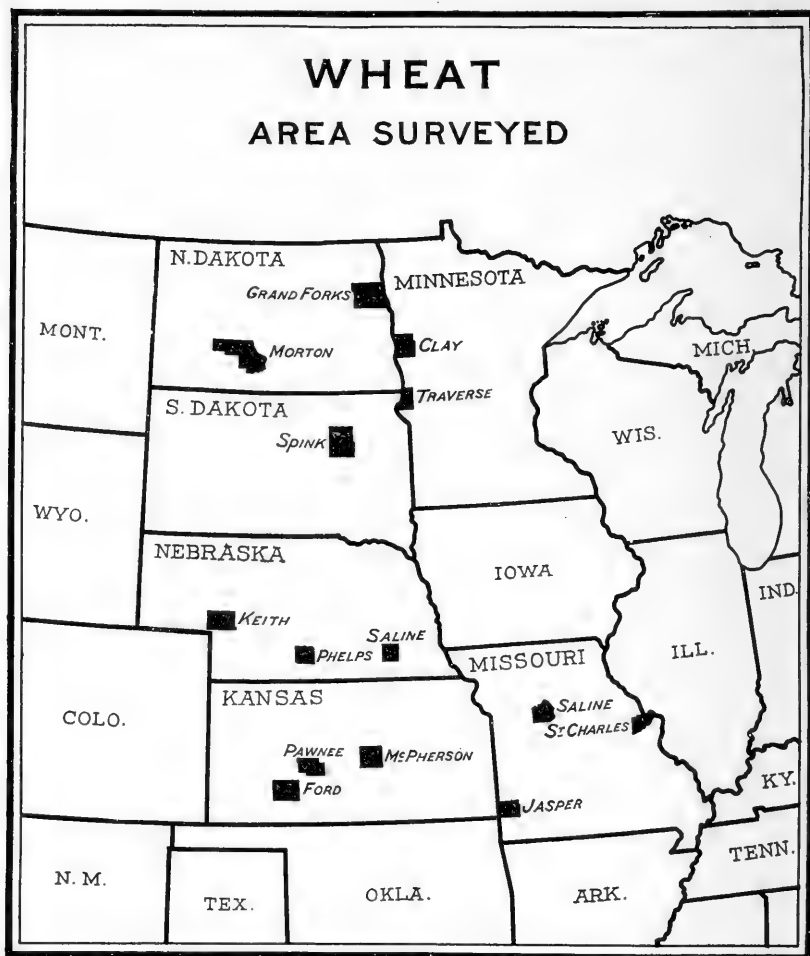 WHEAT
AREA SURVEYED
N. DAKOTA
GRAND FORKS
MINNESOTA
MONT.
MORTON
CLAY
MICH
TRAVERSE
S. DAKOTA
SPINK
WIS.
WYO.
NEBRASKA
IOWA
IND.
KEITH
SALINE
PHELPS
MISSOURI
ILL.
KANSAS
SALINE
ST CHARLES
COLO.
PAWNEE
McPHERSON
FORD
JASPER
KY.
TENN.
N. M.
TEX.
OKLA.
ARK.